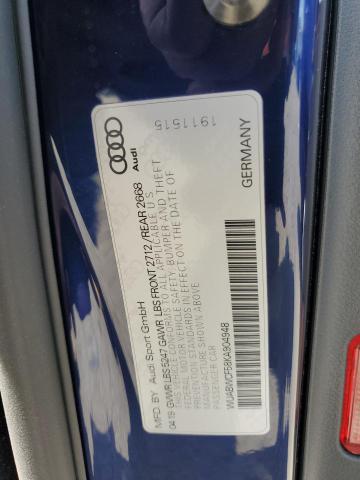 Audi
191515
MFD. BY Audi Sport GmbH
04 19 GVWR LBS 5247 GAWR LBS FRONT 2712/REAR 2668
THIS VEHICLE CONFORMS TO ALL APPLICABLE U S
FEDERAL MOTOR VEHICLE SAFETY, BUMPER AND THEFT
STANDARDS IN EFFECT ON THE DATE OF
MANUFACTURE SHOWN ABOVE
PASSENGER CAR
WUABWCF58KA904948
GERMANY